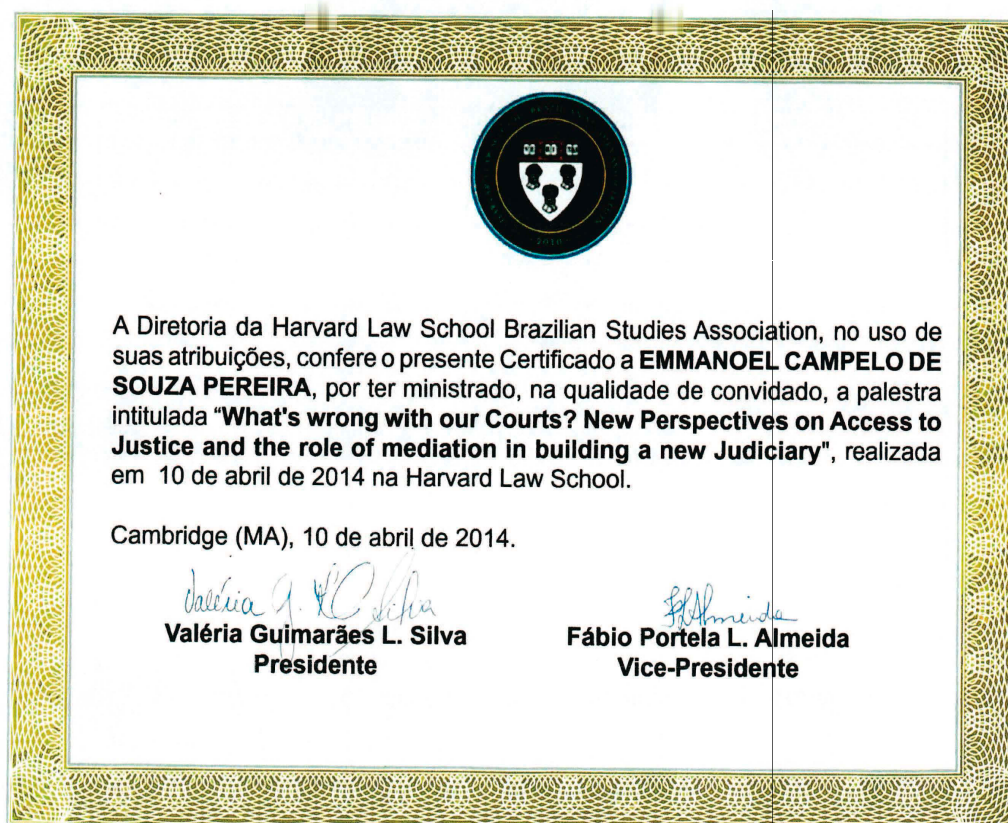 2010
A Diretoria da Harvard Law School Brazilian Studies Association, no uso de
suas atribuições, confere o presente Certificado a EMMANOEL CAMPELO DE
SOUZA PEREIRA, por ter ministrado, na qualidade de convidado, a palestra
intitulada “What's wrong with our Courts? New Perspectives on Access to
Justice and the role of mediation in building a new Judiciary", realizada
em 10 de abril de 2014 na Harvard Law School.
Cambridge (MA), 10 de abril de 2014.
Valéria Guimarães L. Silva
Presidente
Fábio Portela L. Almeida
Vice-Presidente